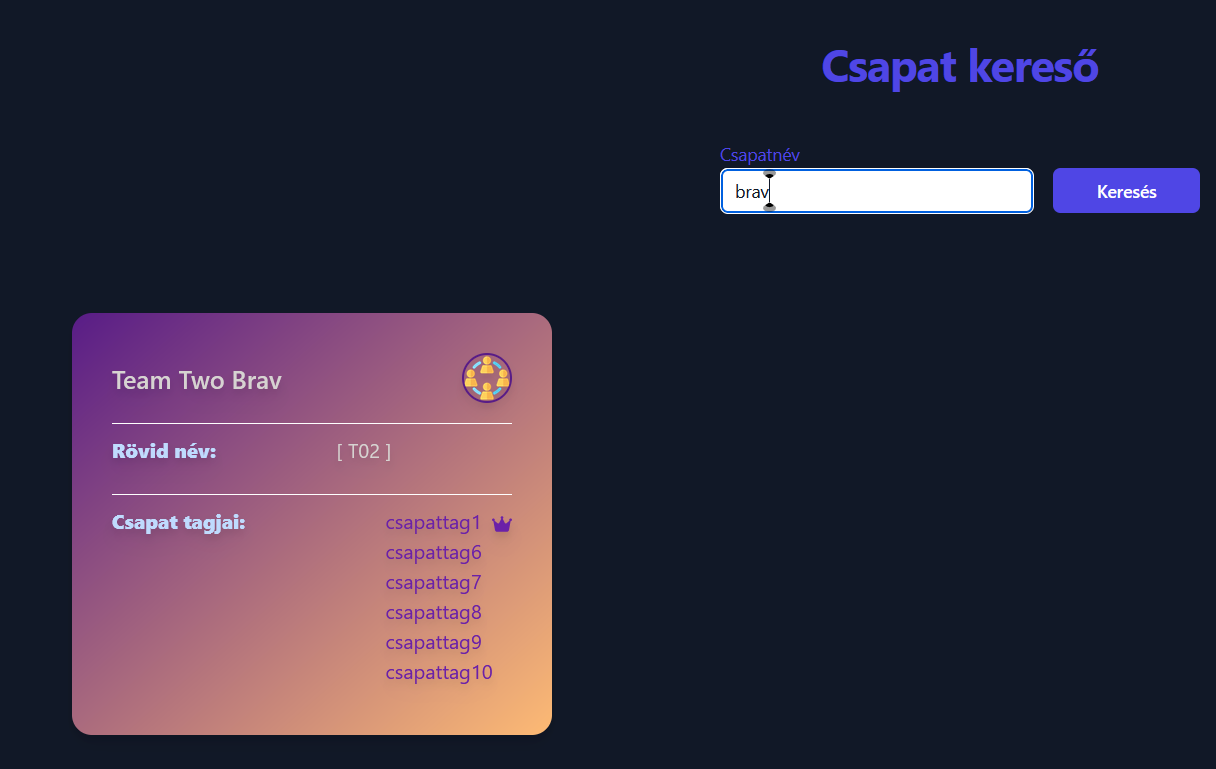 Csapat kereső
Csapatnév
brav
Keresés
Team Two Brav
Rövid név: [ T02 ]
Csapat tagjai: csapattag1
csapattag6
csapattag7
csapattag8
csapattag9
csapattag10